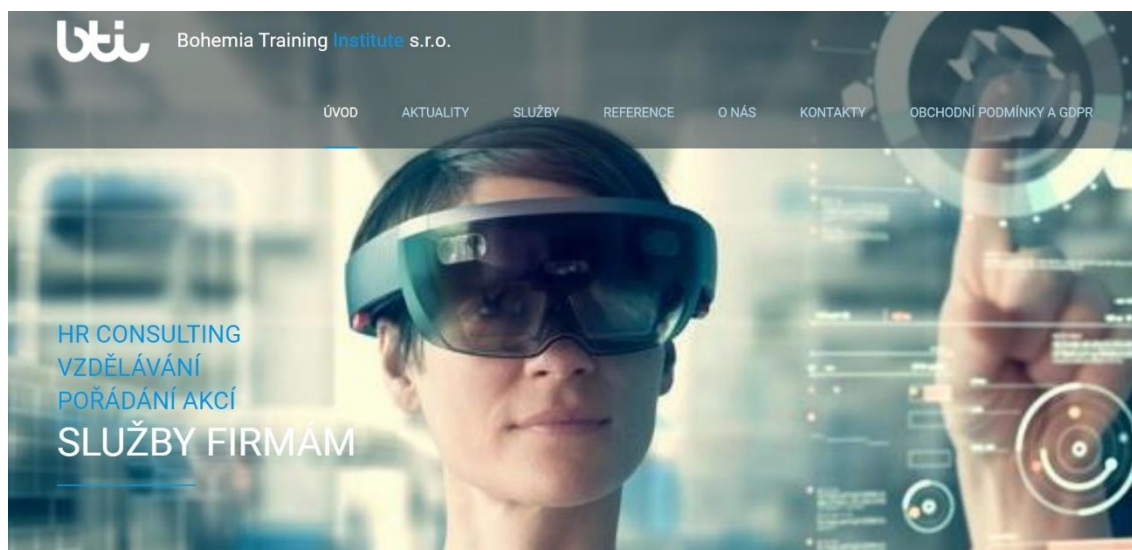 bti
Bohemia Training Institute s.r.o.
ÚVOD AKTUALITY SLUŽBY REFERENCE O NÁS KONTAKTY OBCHODNÍ PODMÍNKY A GDPR
HR CONSULTING
VZDĚLÁVÁNÍ
POŘÁDÁNÍ AKCÍ
SLUŽBY FIRMÁM